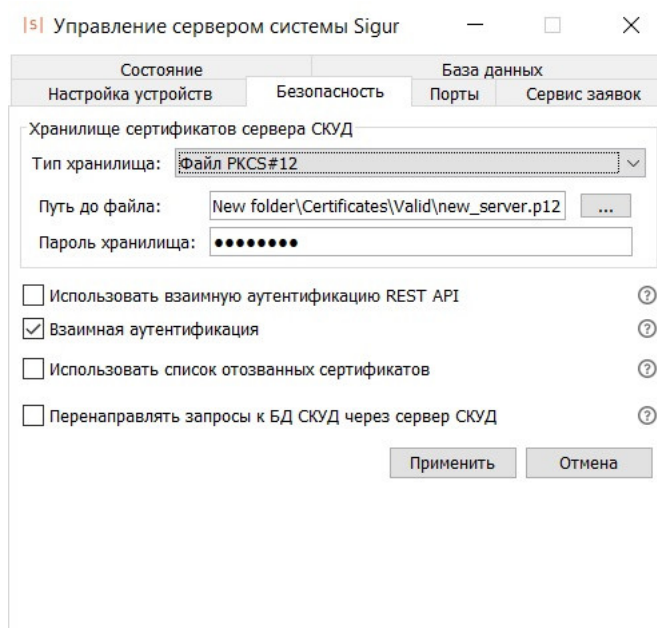 |s| Управление сервером системы Sigur
Состояние База данных
Настройка устройств Безопасность Порты Сервис заявок
Хранилище сертификатов сервера СКУД
Тип хранилища: Файл PKCS#12
Путь до файла: New folder\Certificates\Valid\new_server.p12 ...
Пароль хранилища: ●●●●●●●●
Использовать взаимную аутентификацию REST API ?
Взаимная аутентификация ?
Использовать список отозванных сертификатов ?
Перенаправлять запросы к БД СКУД через сервер СКУД ?
Применить Отмена